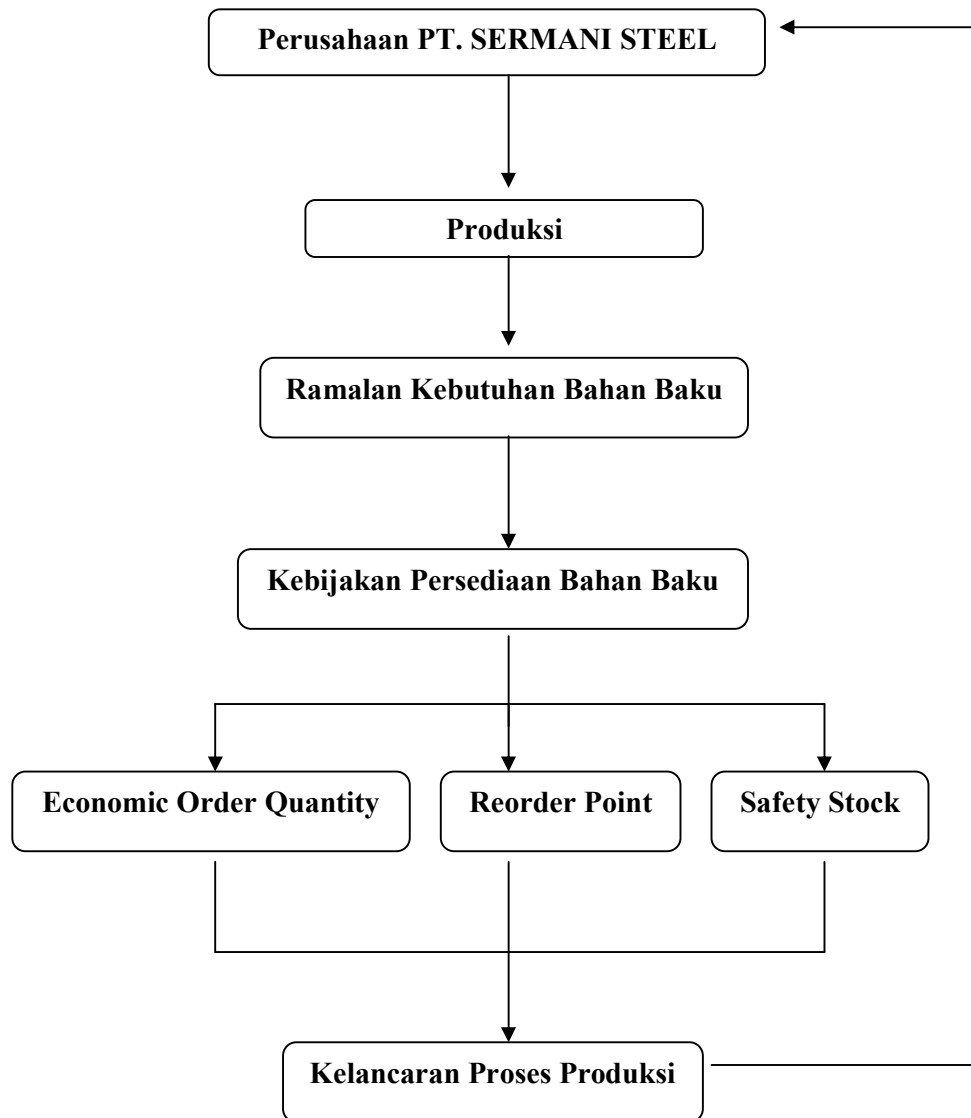 Perusahaan PT. SERMANI STEEL
Produksi
Ramalan Kebutuhan Bahan Baku
Kebijakan Persediaan Bahan Baku
Economic Order Quantity
Reorder Point
Safety Stock
Kelancaran Proses Produksi